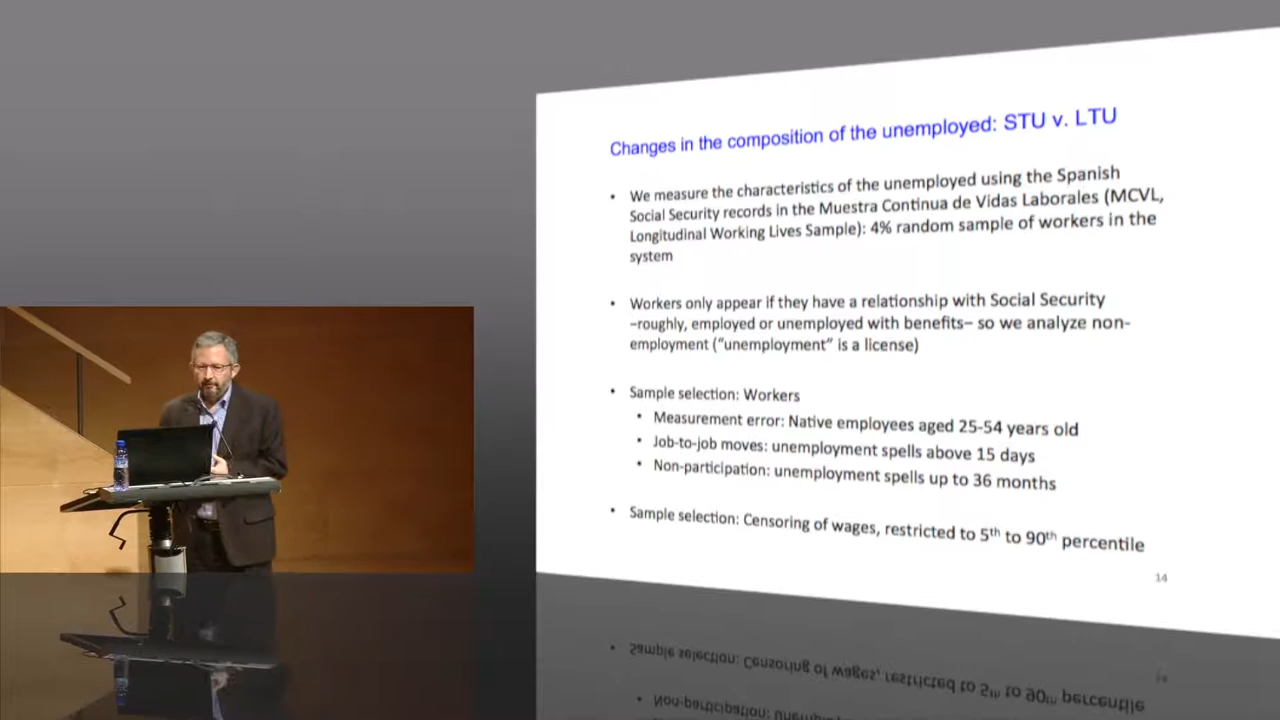 Changes in the composition of the unemployed: STU v. LTU
• We measure the characteristics of the unemployed using the Spanish
Social Security records in the Muestra Continua de Vidas Laborales (MCVL,
Longitudinal Working Lives Sample): 4% random sample of workers in the
system
• Workers only appear if they have a relationship with Social Security
–roughly, employed or unemployed with benefits– so we analyze non-
employment ("unemployment" is a license)
• Sample selection: Workers
• Measurement error: Native employees aged 25-54 years old
• Job-to-job moves: unemployment spells above 15 days
• Non-participation: unemployment spells up to 36 months
• Sample selection: Censoring of wages, restricted to 5th to 90th percentile
14